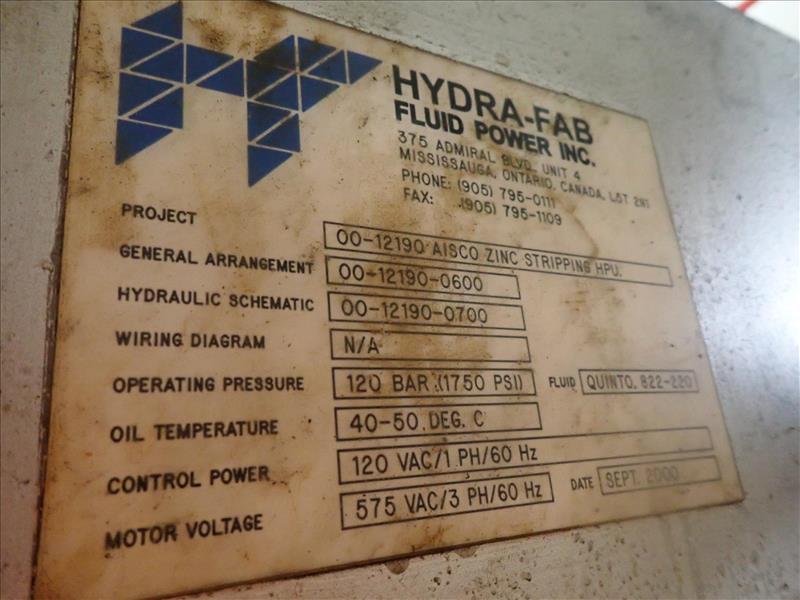 HYDRA-FAB
FLUID POWER INC.
375 ADMIRAL BLVD. UNIT 4
MISSISSAUGA, ONTARIO, CANADA, L5T 2N1
PHONE: (905) 795-0111
FAX: (905) 795-1109
PROJECT 00-12190 AISCO ZINC STRIPPING HPU.
GENERAL ARRANGEMENT 00-12190-0600
HYDRAULIC SCHEMATIC 00-12190-0700
WIRING DIAGRAM N/A
OPERATING PRESSURE 120 BAR (1750 PSI) FLUID QUINTO. 822-220
OIL TEMPERATURE 40-50 DEG. C
CONTROL POWER 120 VAC/1 PH/60 Hz
MOTOR VOLTAGE 575 VAC/3 PH/60 Hz DATE SEPT. 2000